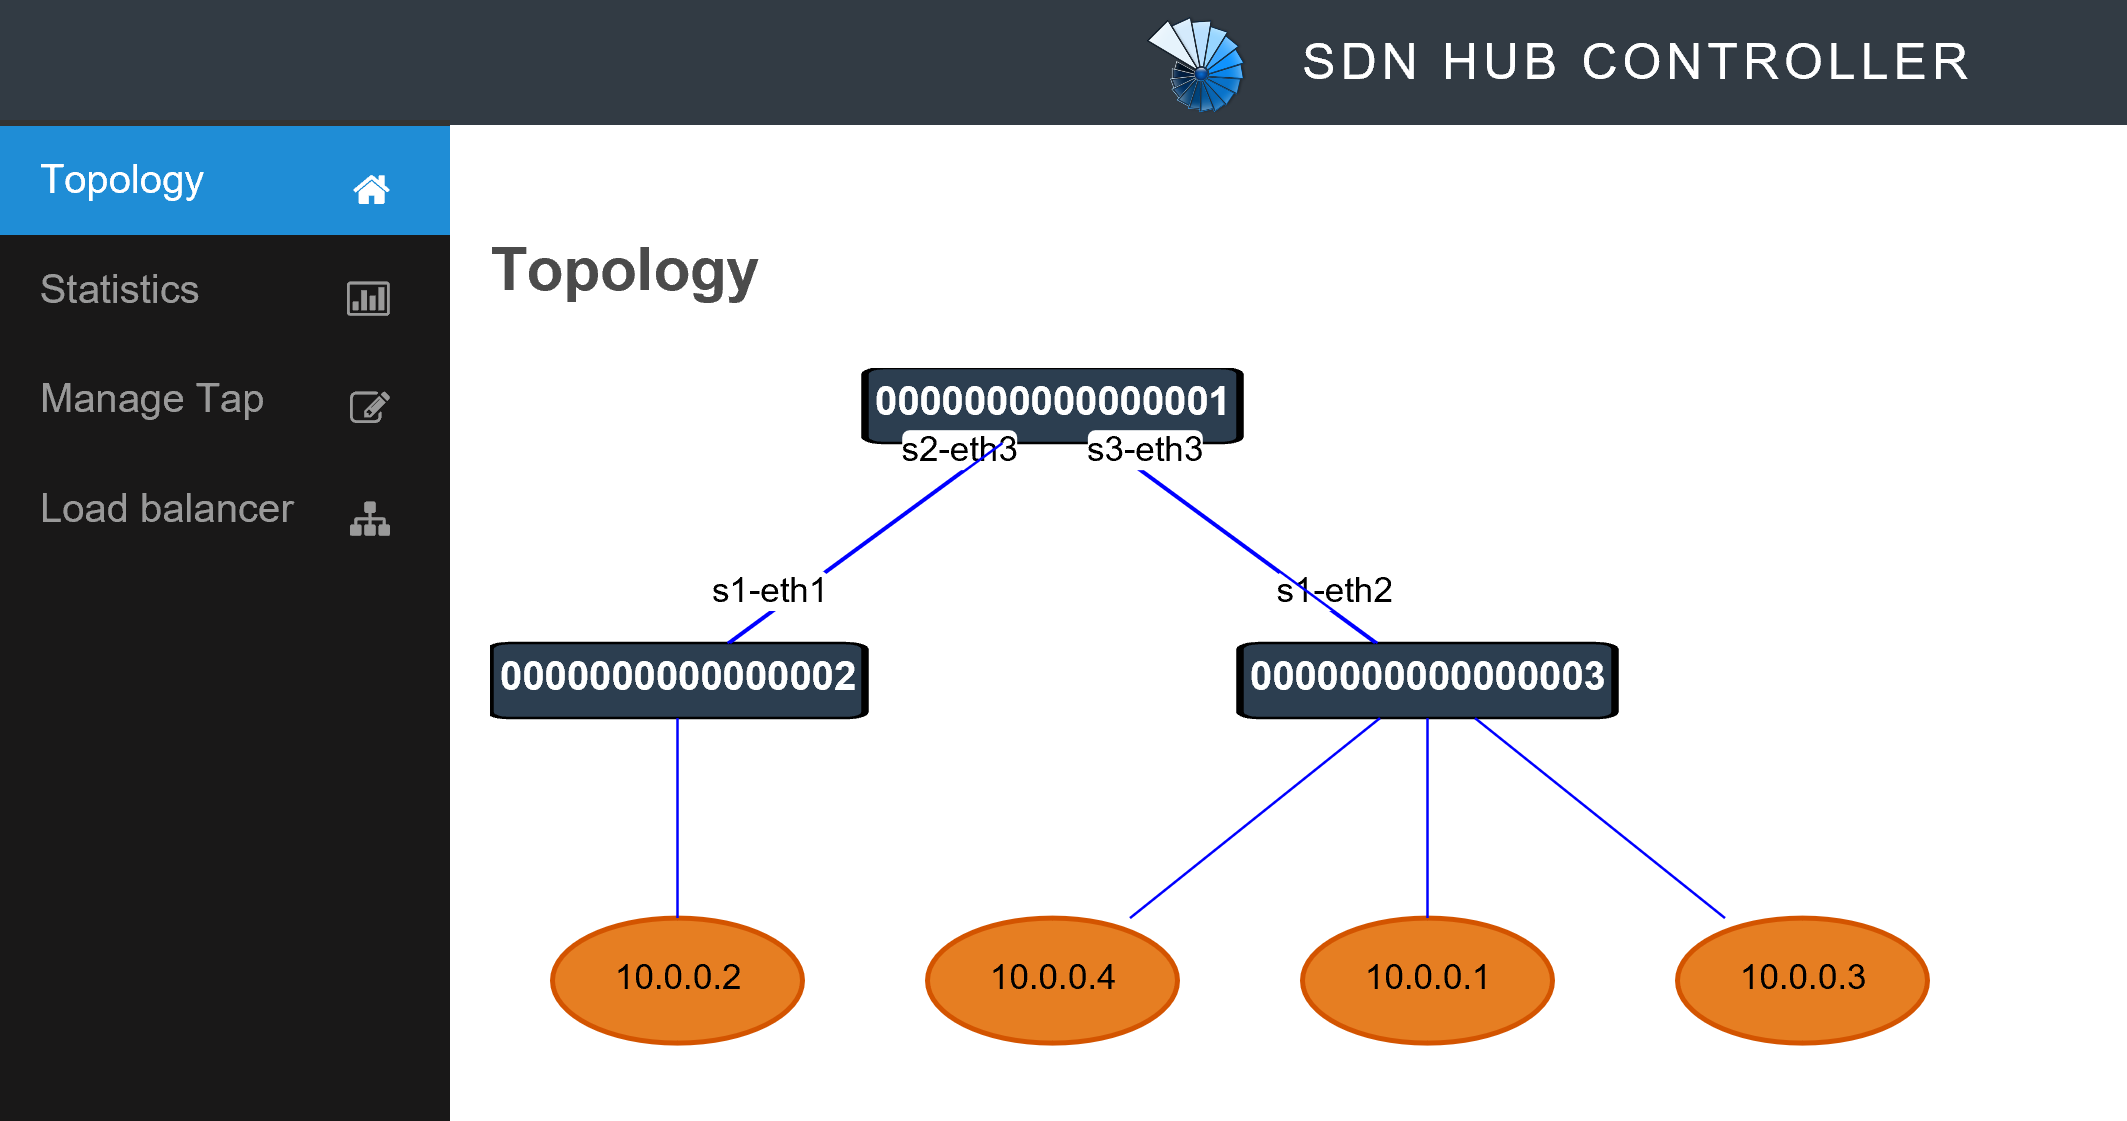 SDN HUB CONTROLLER
Topology
Statistics
Manage Tap
Load balancer
Topology
0000000000000001
s2-eth3 s3-eth3
s1-eth1 s1-eth2
0000000000000002 0000000000000003
10.0.0.2 10.0.0.4 10.0.0.1 10.0.0.3